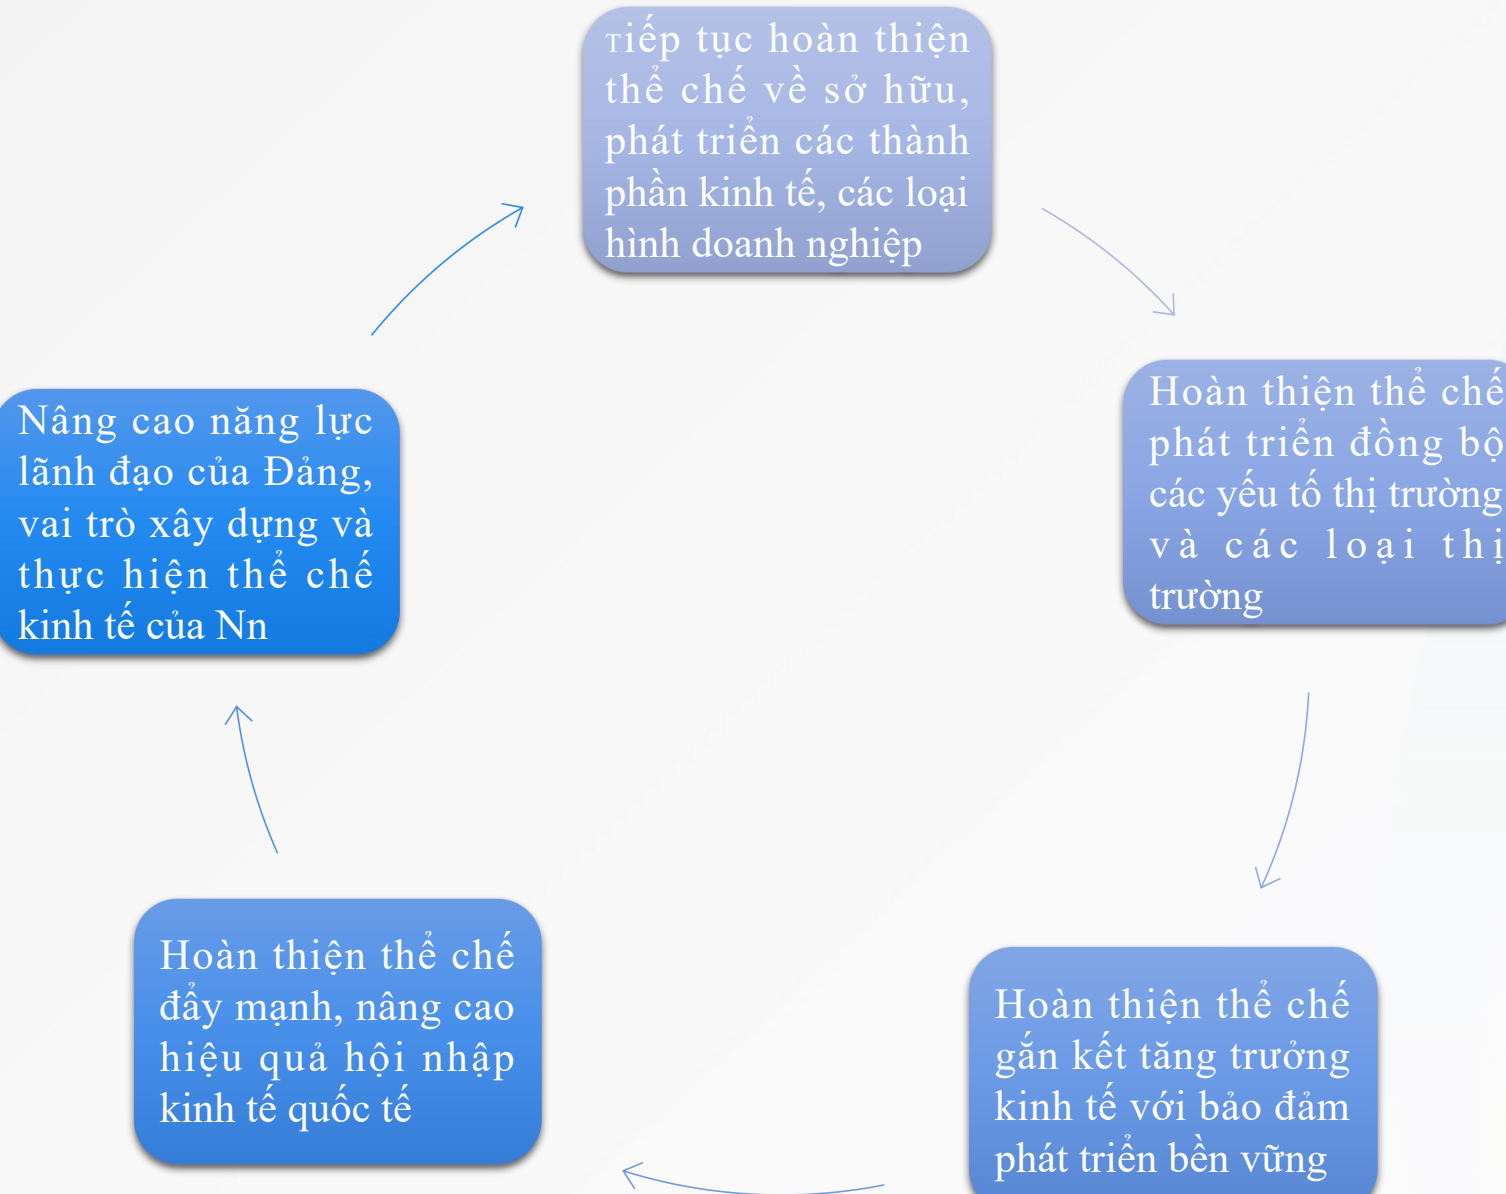 Tiếp tục hoàn thiện
thể chế về sở hữu,
phát triển các thành
phần kinh tế, các loại
hình doanh nghiệp
Hoàn thiện thể chế
phát triển đồng bộ
các yếu tố thị trường
và các loại thị
trường
Hoàn thiện thể chế
gắn kết tăng trưởng
kinh tế với bảo đảm
phát triển bền vững
Hoàn thiện thể chế
đẩy mạnh, nâng cao
hiệu quả hội nhập
kinh tế quốc tế
Nâng cao năng lực
lãnh đạo của Đảng,
vai trò xây dựng và
thực hiện thể chế
kinh tế của Nn